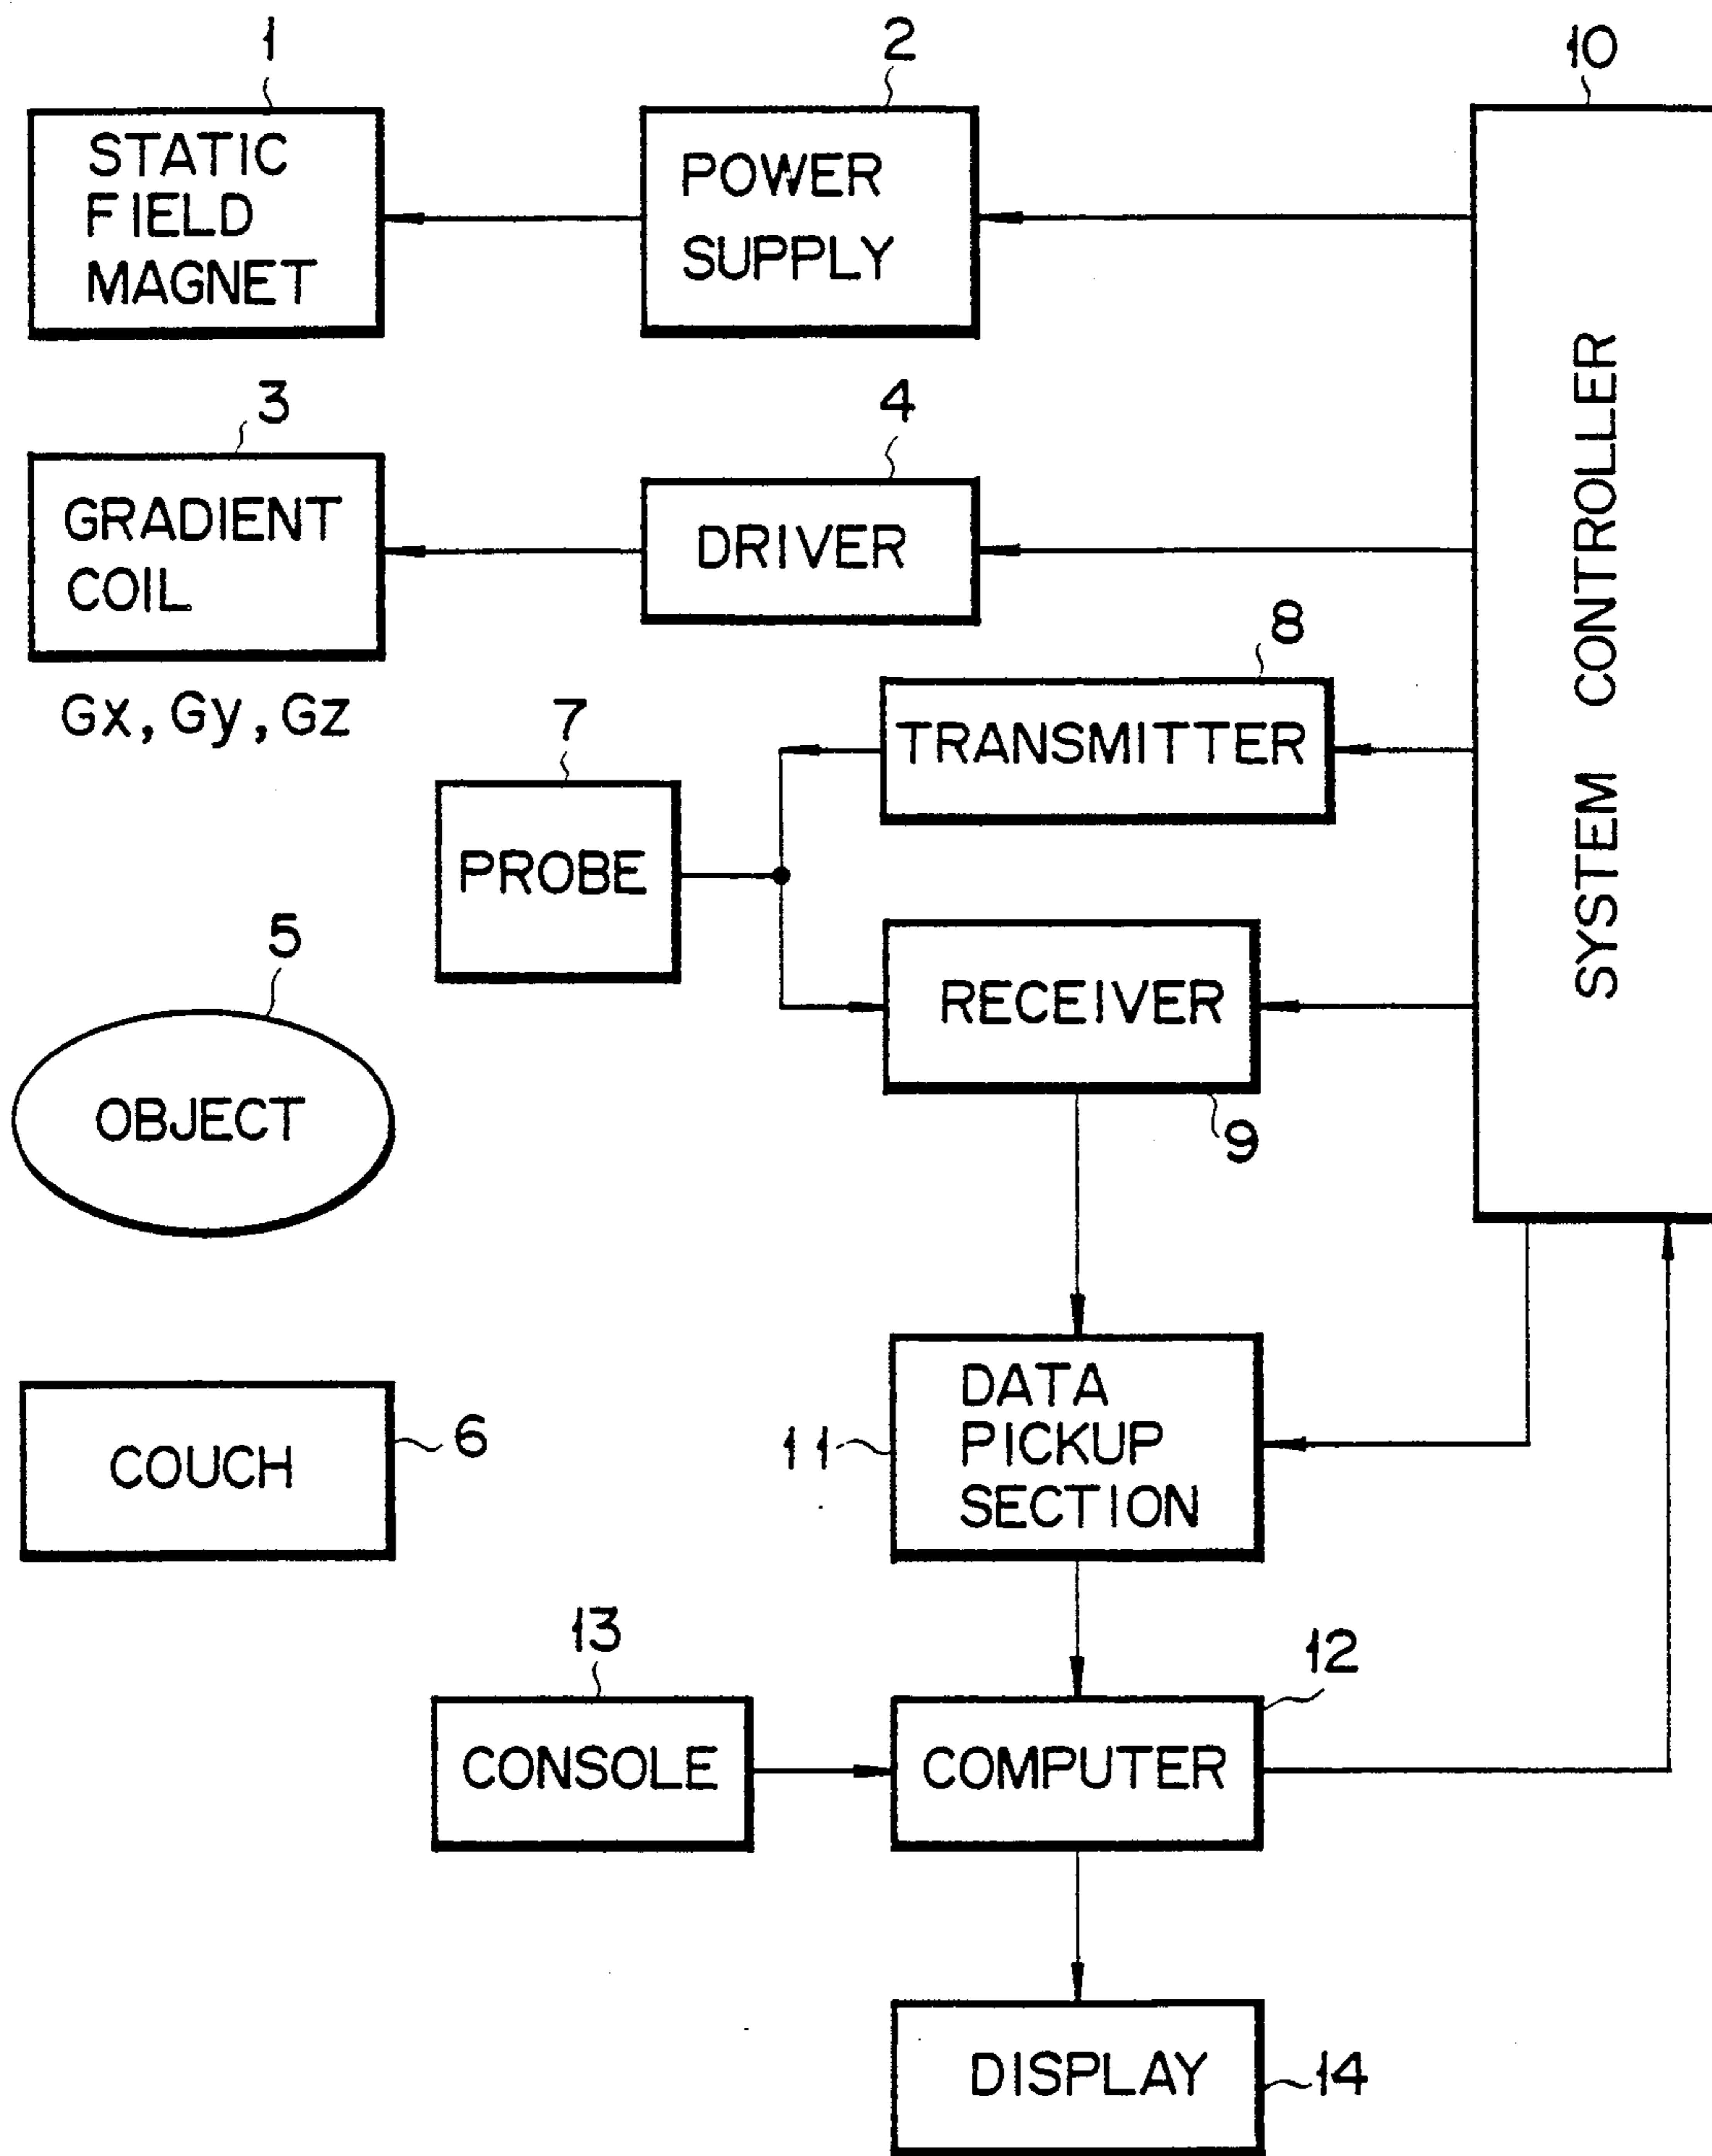 1
2
10
STATIC
FIELD
MAGNET
POWER
SUPPLY
SYSTEM CONTROLLER
3
4
GRADIENT
COIL
DRIVER
Gx, Gy, Gz
8
7
TRANSMITTER
PROBE
5
RECEIVER
9
OBJECT
COUCH
6
11
DATA
PICKUP
SECTION
13
12
CONSOLE
COMPUTER
DISPLAY
14